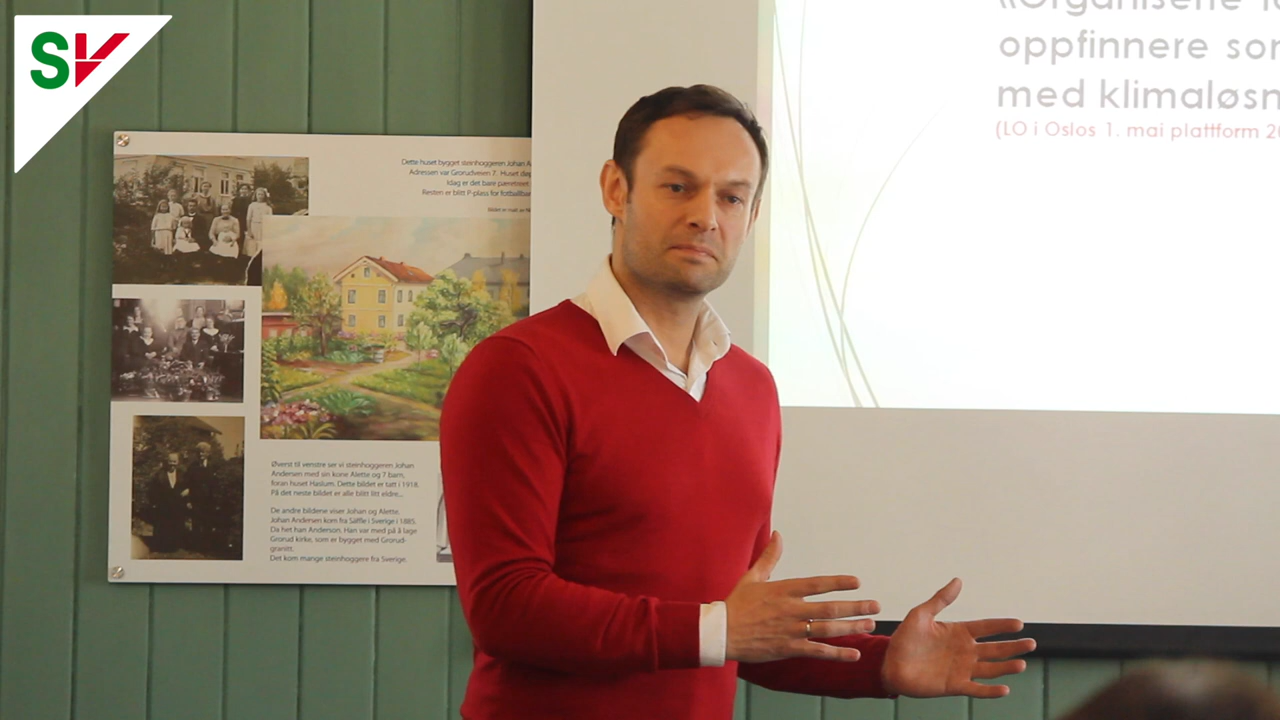 SV
Dette huset bygget steinhoggeren Johan A
Adressen var Grorudveien 7. Huset
Idag er det bare pæretreet
Resten er blitt P-plass for fotballba
Øverst til venstre ser vi steinhoggeren Johan
Andersen med sin kone Alette og 7 barn,
foran huset Haslum. Dette bildet er tatt i 1918.
På det neste bildet er alle blitt litt eldre...
De andre bildene viser Johan og Alette.
Johan Andersen kom fra Säffle i Sverige i 1885.
Da het han Anderson. Han var med på å lage
Grorud kirke, som er bygget med Grorud-
granitt.
Det kom mange steinhoggere fra Sverige.
«Organisere
oppfinnere so
med klimaløsn
(LO i Oslos 1. mai plattform 20